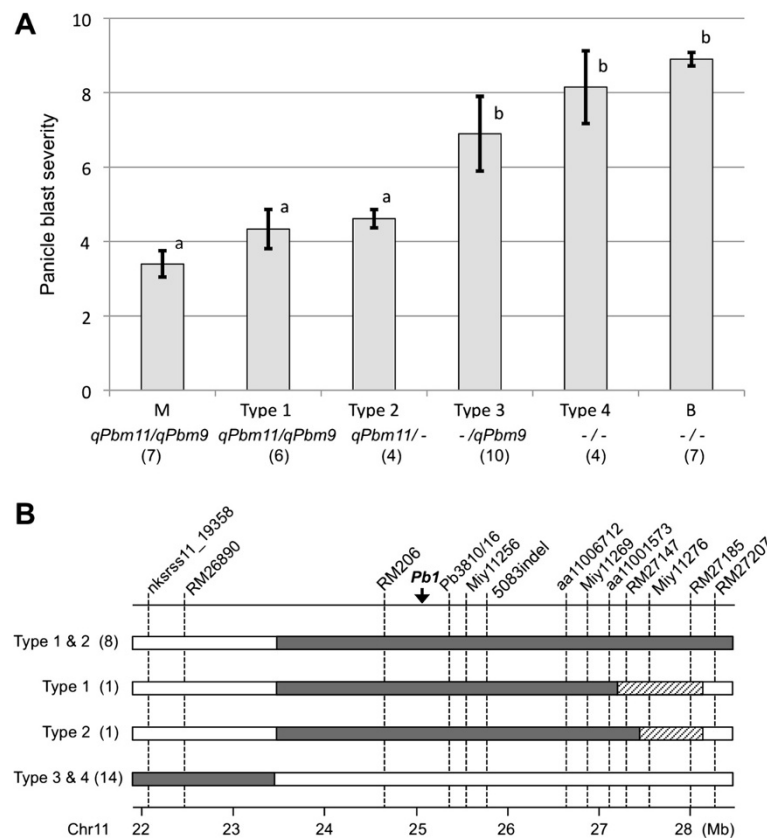 A
10
8
6
4
2
0
Panicle blast severity
a
a
a
b
b
b
M Type 1 Type 2 Type 3 Type 4 B
qPbm11/qPbm9 qPbm11/qPbm9 qPbm11/- -/qPbm9 -/- -/-
(7) (6) (4) (10) (4) (7)
B
nksrss11_19358
RM26890
RM206
Pb1
Pb3810/16
Miy11256
5083indel
aa11006712
Miy11269
aa11001573
RM27147
Miy11276
RM27185
RM27207
Type 1 & 2 (8)
Type 1 (1)
Type 2 (1)
Type 3 & 4 (14)
Chr11 22 23 24 25 26 27 28 (Mb)